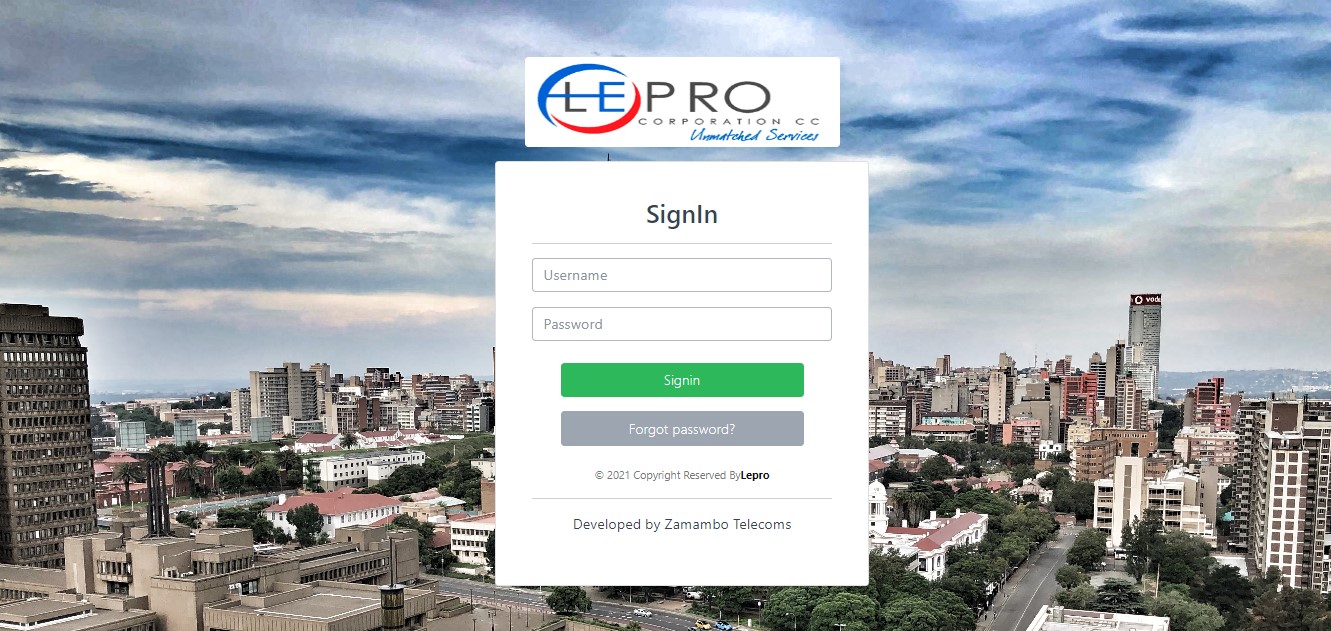 LEPRO
CORPORATION CC
Unmatched Services
SignIn
Username
Password
Signin
Forgot password?
© 2021 Copyright Reserved ByLepro
Developed by Zamambo Telecoms
voda